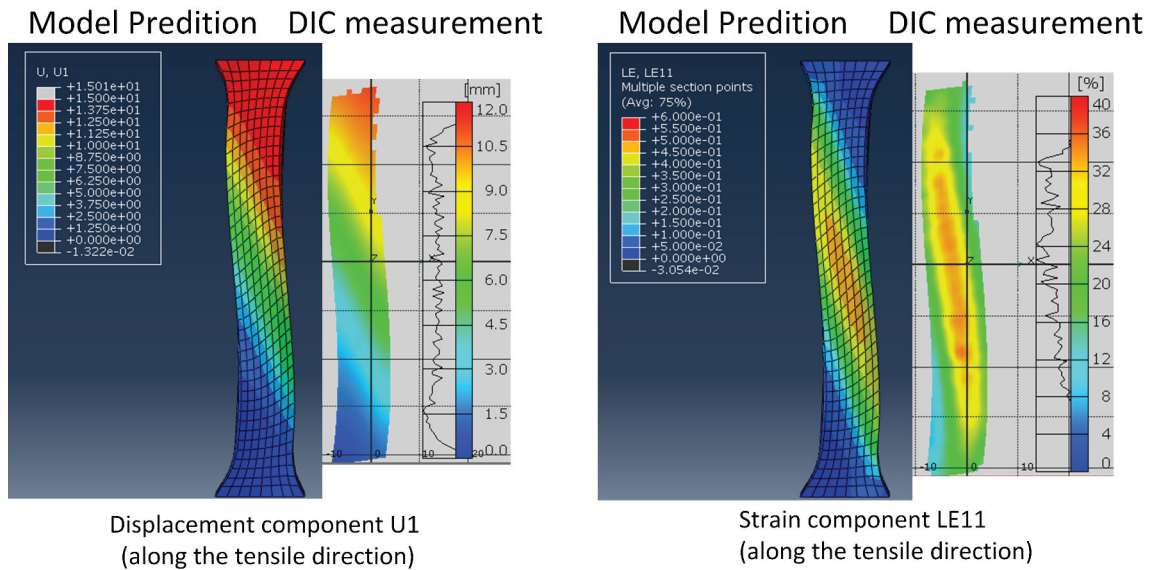 Model Predition
DIC measurement
U, U1
+1.501e+01
+1.500e+01
+1.375e+01
+1.250e+01
+1.125e+01
+1.001e+01
+8.750e+00
+7.500e+00
+6.250e+00
+5.000e+00
+3.750e+00
+2.500e+00
+1.250e+00
+0.000e+00
-1.322e-02
[mm]
12.0
10.5
9.0
7.5
6.0
4.5
3.0
1.5
0.0
Y
Z
X
-10
0
10
20
Displacement component U1
(along the tensile direction)
Model Predition
DIC measurement
LE, LE11
Multiple section points
(Avg: 75%)
+6.000e-01
+5.500e-01
+5.000e-01
+4.500e-01
+4.000e-01
+3.500e-01
+3.000e-01
+2.500e-01
+2.000e-01
+1.500e-01
+1.000e-01
+5.000e-02
+0.000e+00
-3.054e-02
[%]
40
36
32
28
24
20
16
12
8
4
0
Y
Z
X
-10
0
10
Strain component LE11
(along the tensile direction)